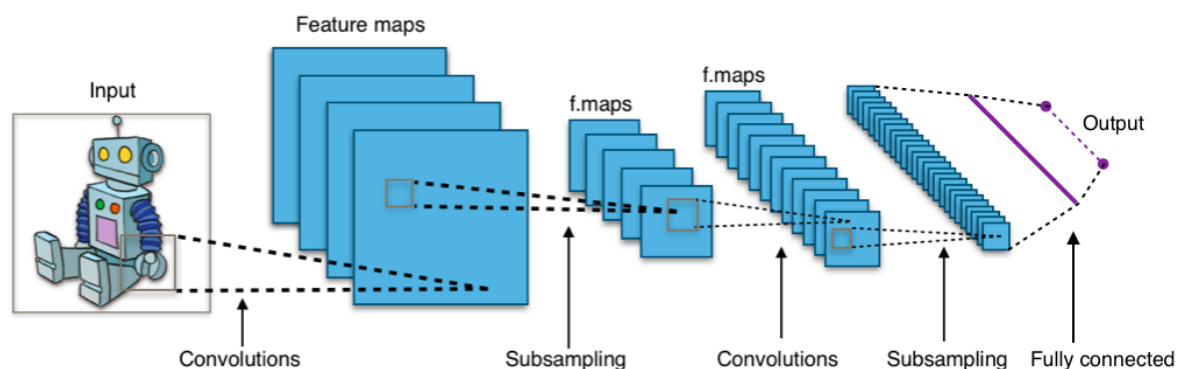 Feature maps
Input
f.maps
f.maps
Output
Convolutions
Subsampling
Convolutions
Subsampling
Fully connected